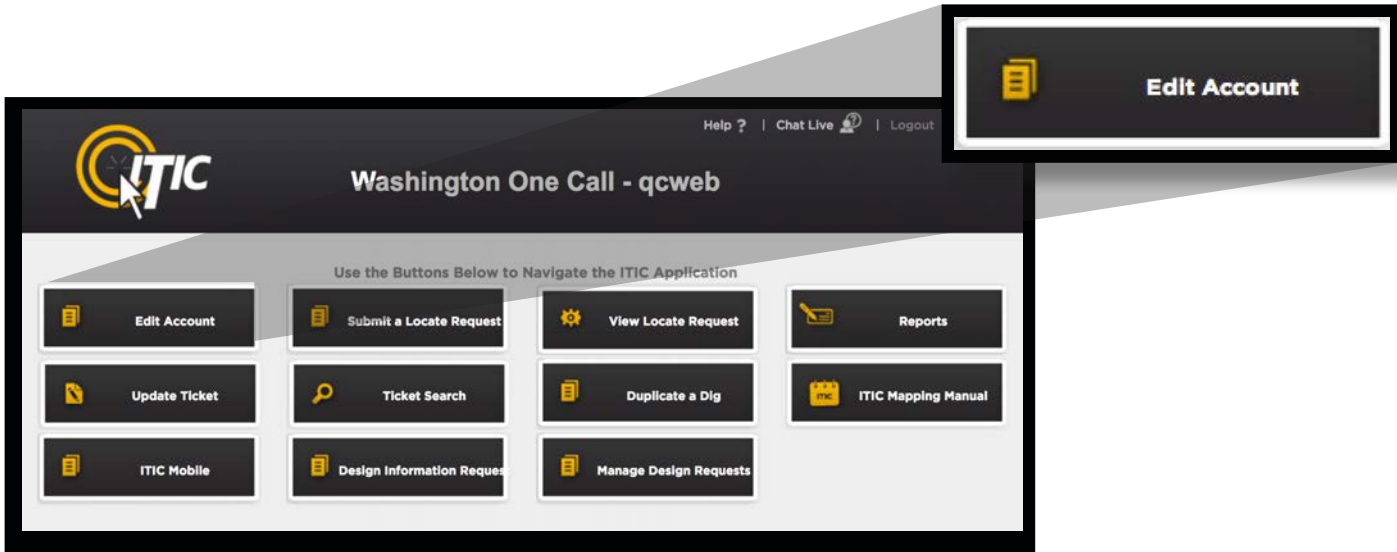 Edit Account
Help ? | Chat Live | Logout
ITIC
Washington One Call - qcweb
Use the Buttons Below to Navigate the ITIC Application
Edit Account
Submit a Locate Request
View Locate Request
Reports
Update Ticket
Ticket Search
Duplicate a Dig
ITIC
ITIC Mapping Manual
ITIC Mobile
Design Information Reques
Manage Design Requests